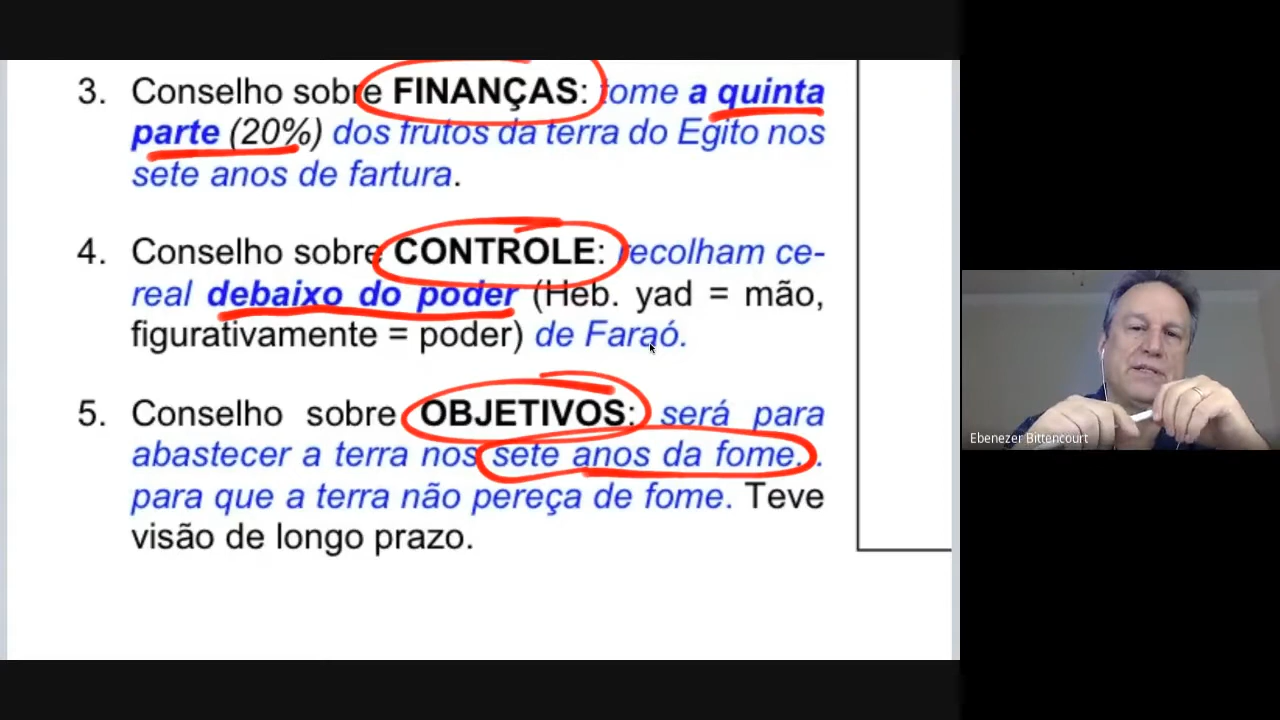 3. Conselho sobre FINANÇAS: tome a quinta
parte (20%) dos frutos da terra do Egito nos
sete anos de fartura.
4. Conselho sobre CONTROLE: recolham ce-
real debaixo do poder (Heb. yad = mão,
figurativamente = poder) de Faraó.
5. Conselho sobre OBJETIVOS: será para
abastecer a terra nos sete anos da fome. .
para que a terra não pereça de fome. Teve
visão de longo prazo.
Ebenezer Bittencourt